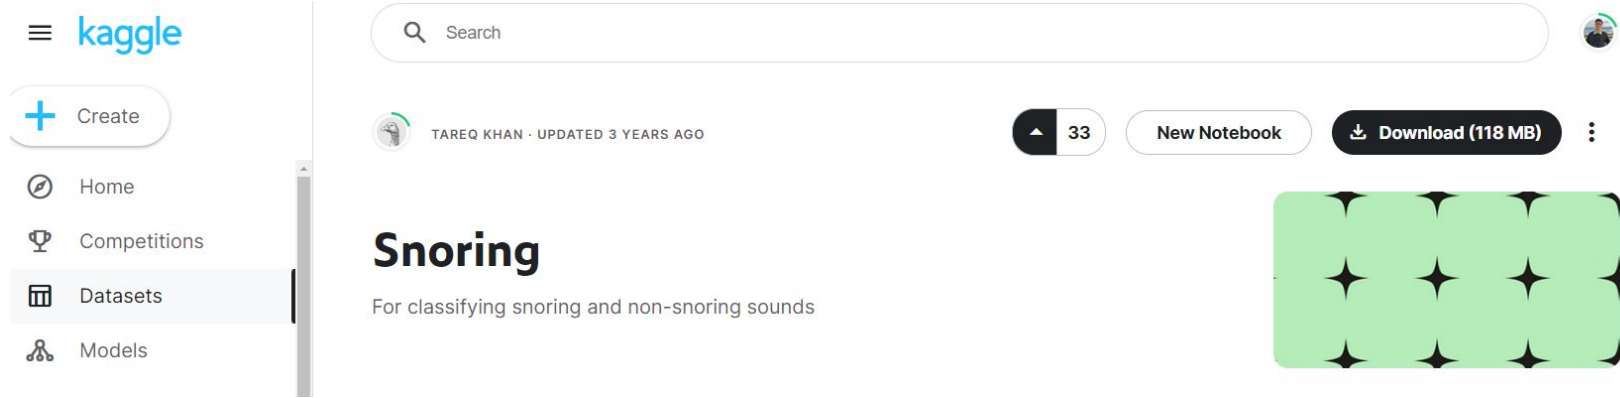 kaggle
Search
Create
TAREQ KHAN · UPDATED 3 YEARS AGO
33
New Notebook
Download (118 MB)
Home
Competitions
Datasets
Models
Snoring
For classifying snoring and non-snoring sounds